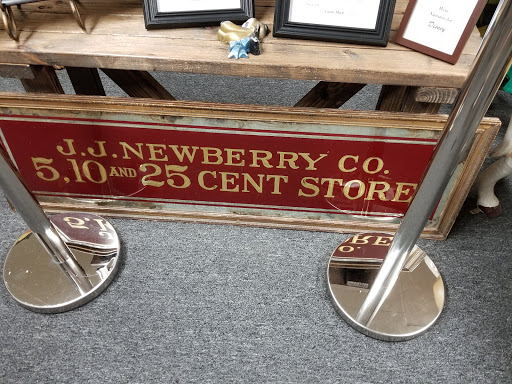 J.J. NEWBERRY CO.
5, 10 AND 25 CENT STORE